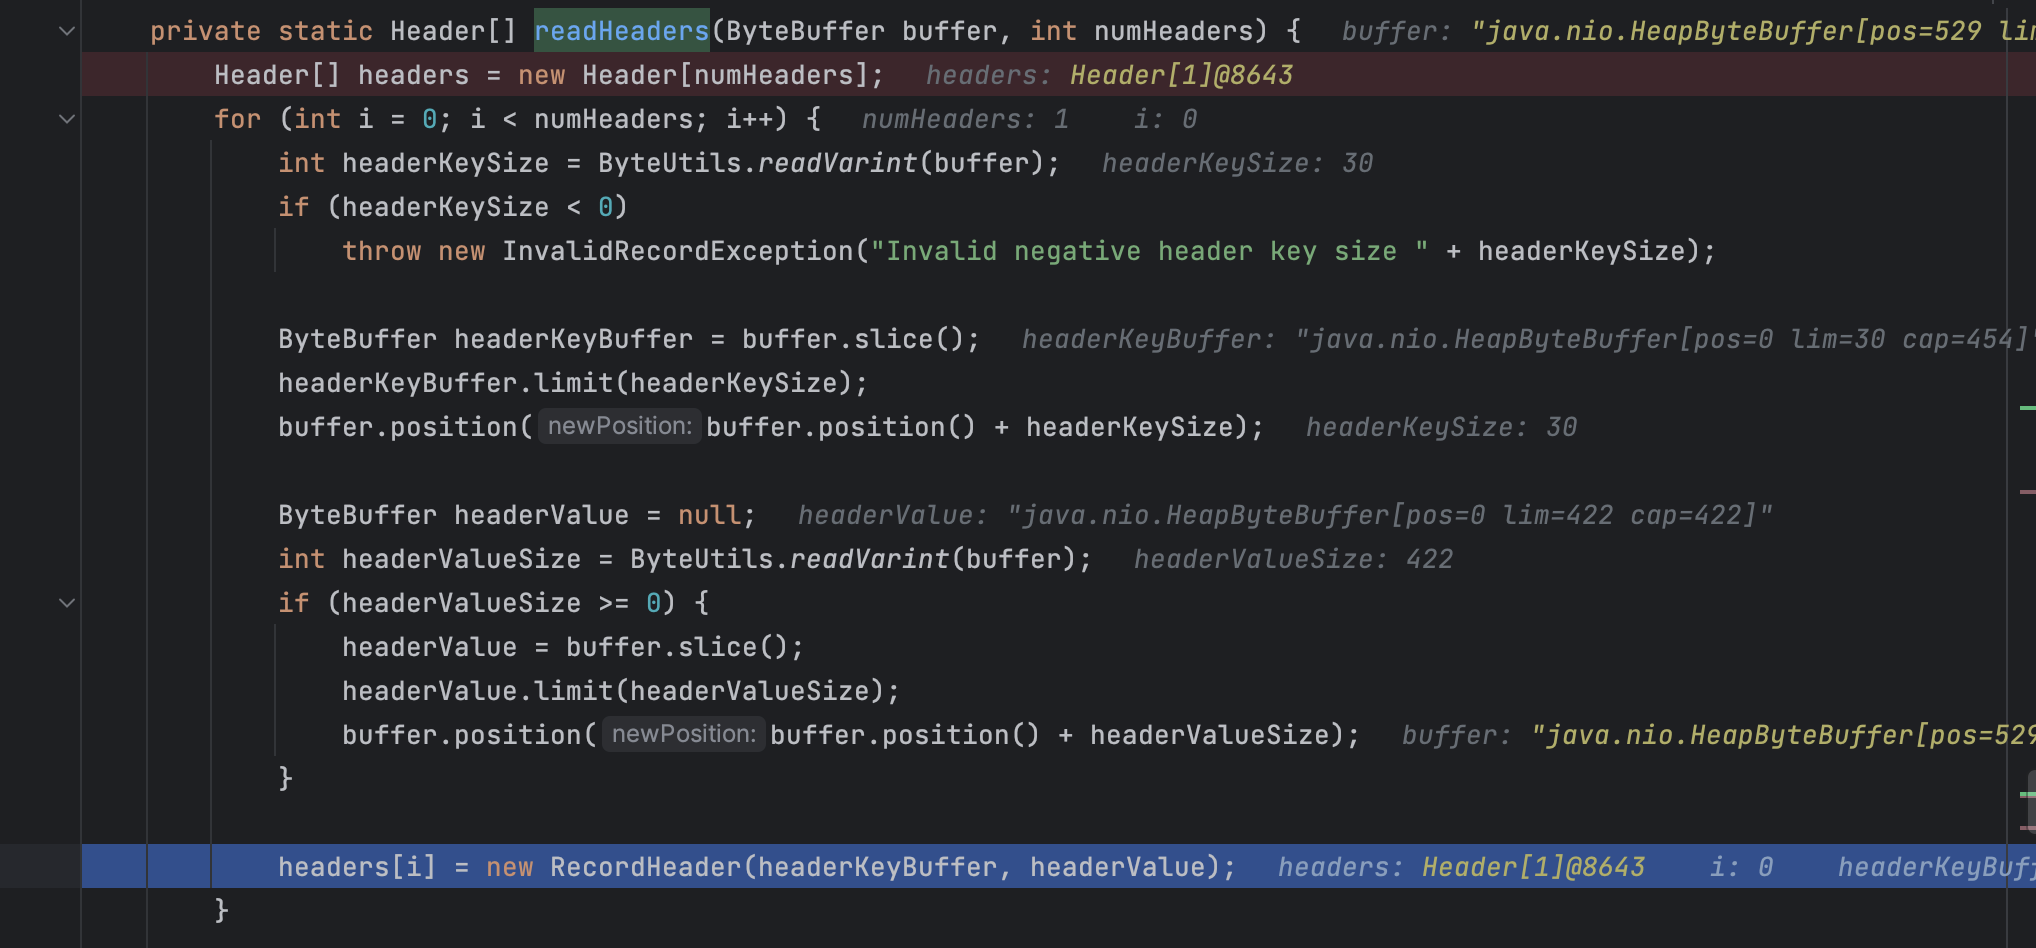 private static Header[] readHeaders(ByteBuffer buffer, int numHeaders) {   buffer: "java.nio.HeapByteBuffer[pos=529 lim
Header[] headers = new Header[numHeaders];   headers: Header[1]@8643
for (int i = 0; i < numHeaders; i++) {   numHeaders: 1   i: 0
int headerKeySize = ByteUtils.readVarint(buffer);   headerKeySize: 30
if (headerKeySize < 0)
throw new InvalidRecordException("Invalid negative header key size " + headerKeySize);
ByteBuffer headerKeyBuffer = buffer.slice();   headerKeyBuffer: "java.nio.HeapByteBuffer[pos=0 lim=30 cap=454]"
headerKeyBuffer.limit(headerKeySize);
buffer.position( newPosition: buffer.position() + headerKeySize);   headerKeySize: 30
ByteBuffer headerValue = null;   headerValue: "java.nio.HeapByteBuffer[pos=0 lim=422 cap=422]"
int headerValueSize = ByteUtils.readVarint(buffer);   headerValueSize: 422
if (headerValueSize >= 0) {
headerValue = buffer.slice();
headerValue.limit(headerValueSize);
buffer.position( newPosition: buffer.position() + headerValueSize);   buffer: "java.nio.HeapByteBuffer[pos=529
}
headers[i] = new RecordHeader(headerKeyBuffer, headerValue);   headers: Header[1]@8643   i: 0   headerKeyBuff
}